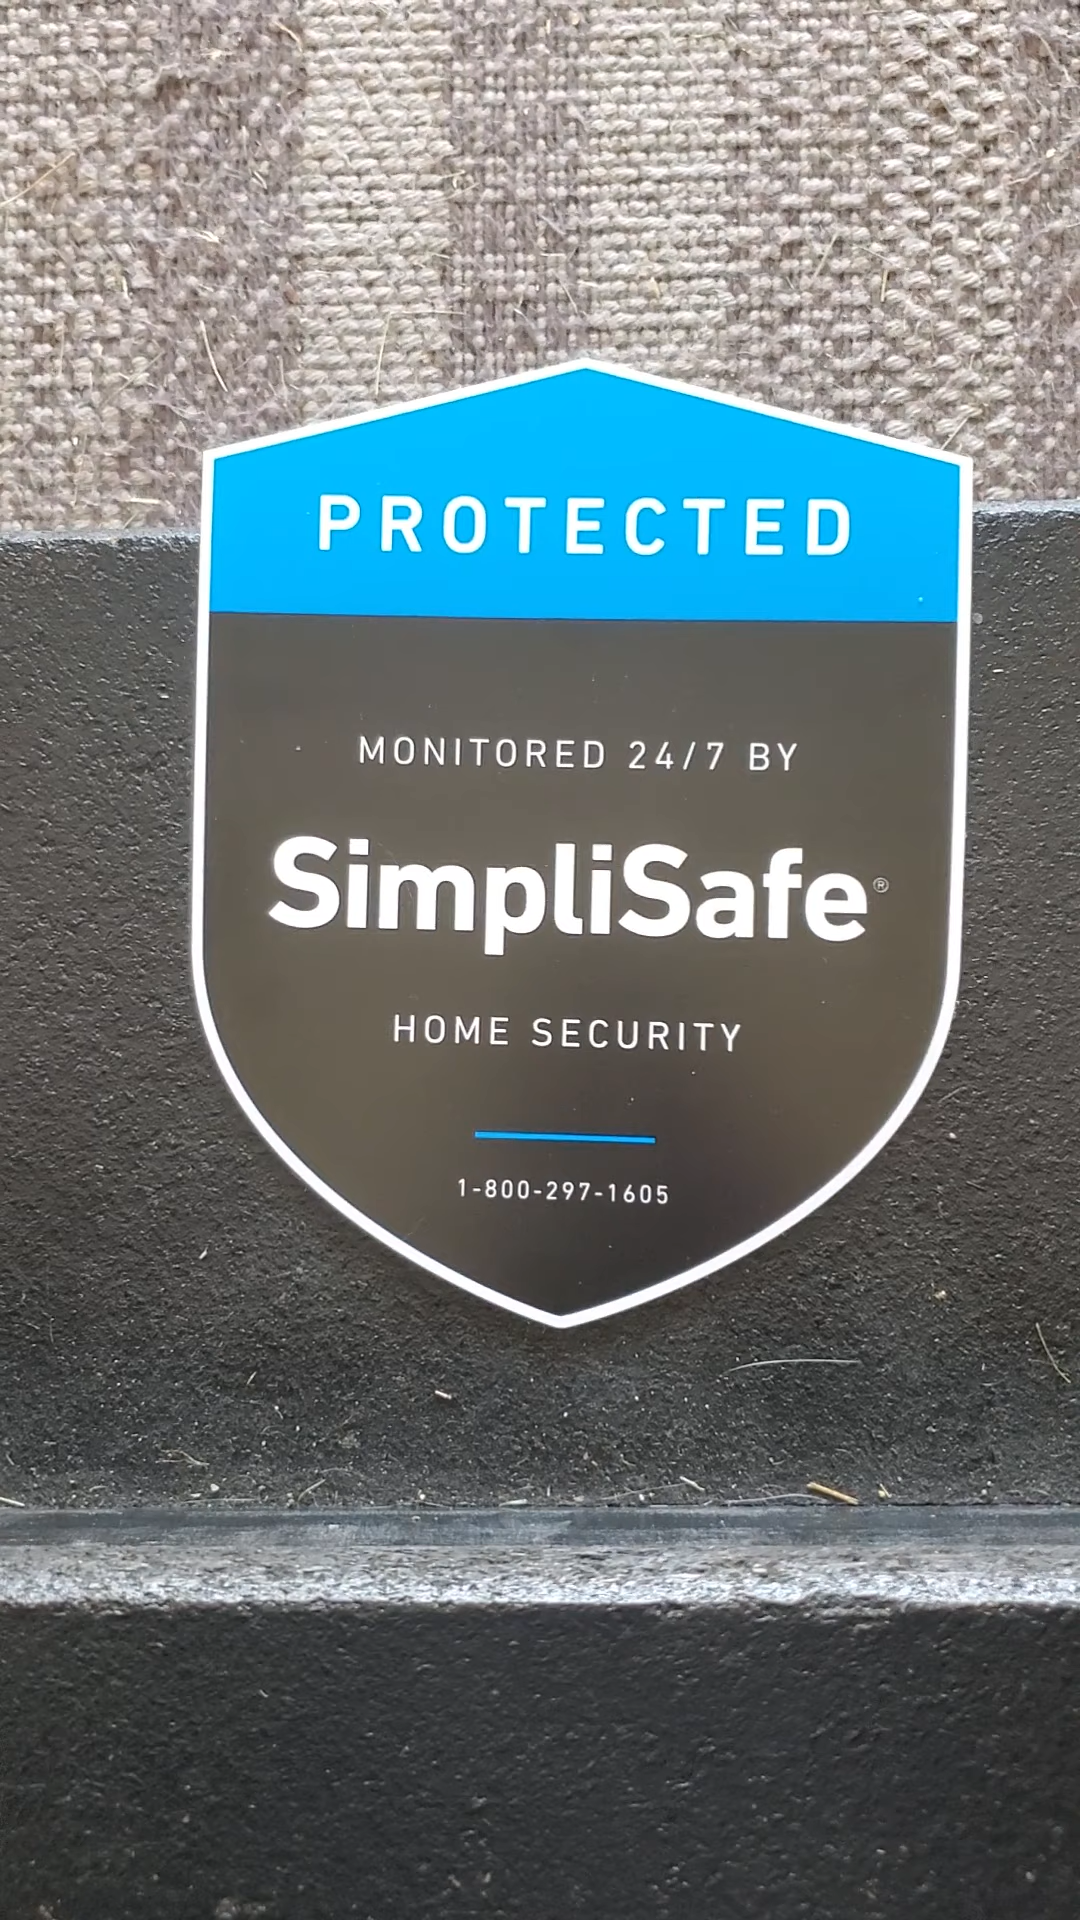 PROTECTED
MONITORED 24/7 BY
SimpliSafe®
HOME SECURITY
1-800-297-1605